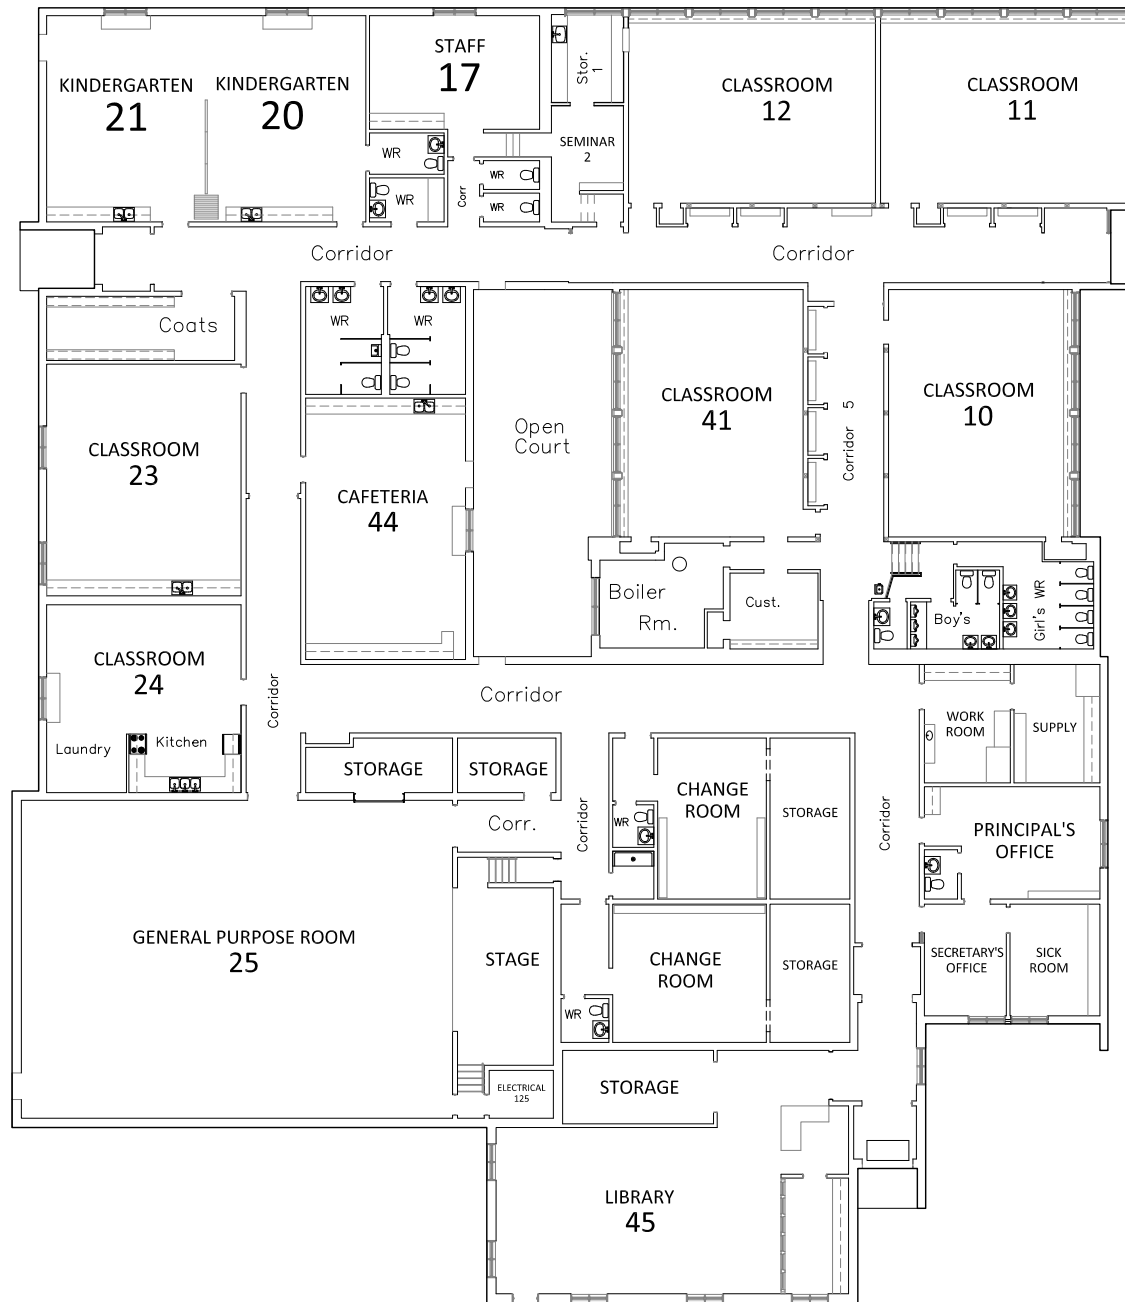 KINDERGARTEN
21
KINDERGARTEN
20
STAFF
17
Stor.
1
CLASSROOM
12
CLASSROOM
11
WR
WR
WR
WR
Corr
SEMINAR
2
Corridor
Corridor
Coats
WR
WR
CLASSROOM
23
CAFETERIA
44
Open
Court
CLASSROOM
41
Corridor 5
CLASSROOM
10
Boiler
Rm.
Cust.
Boy's
Girl's WR
CLASSROOM
24
Laundry
Kitchen
Corridor
Corridor
WORK
ROOM
SUPPLY
STORAGE
STORAGE
Corr.
Corridor
WR
CHANGE
ROOM
STORAGE
Corridor
PRINCIPAL'S
OFFICE
GENERAL PURPOSE ROOM
25
STAGE
CHANGE
ROOM
STORAGE
SECRETARY'S
OFFICE
SICK
ROOM
WR
ELECTRICAL
125
STORAGE
LIBRARY
45